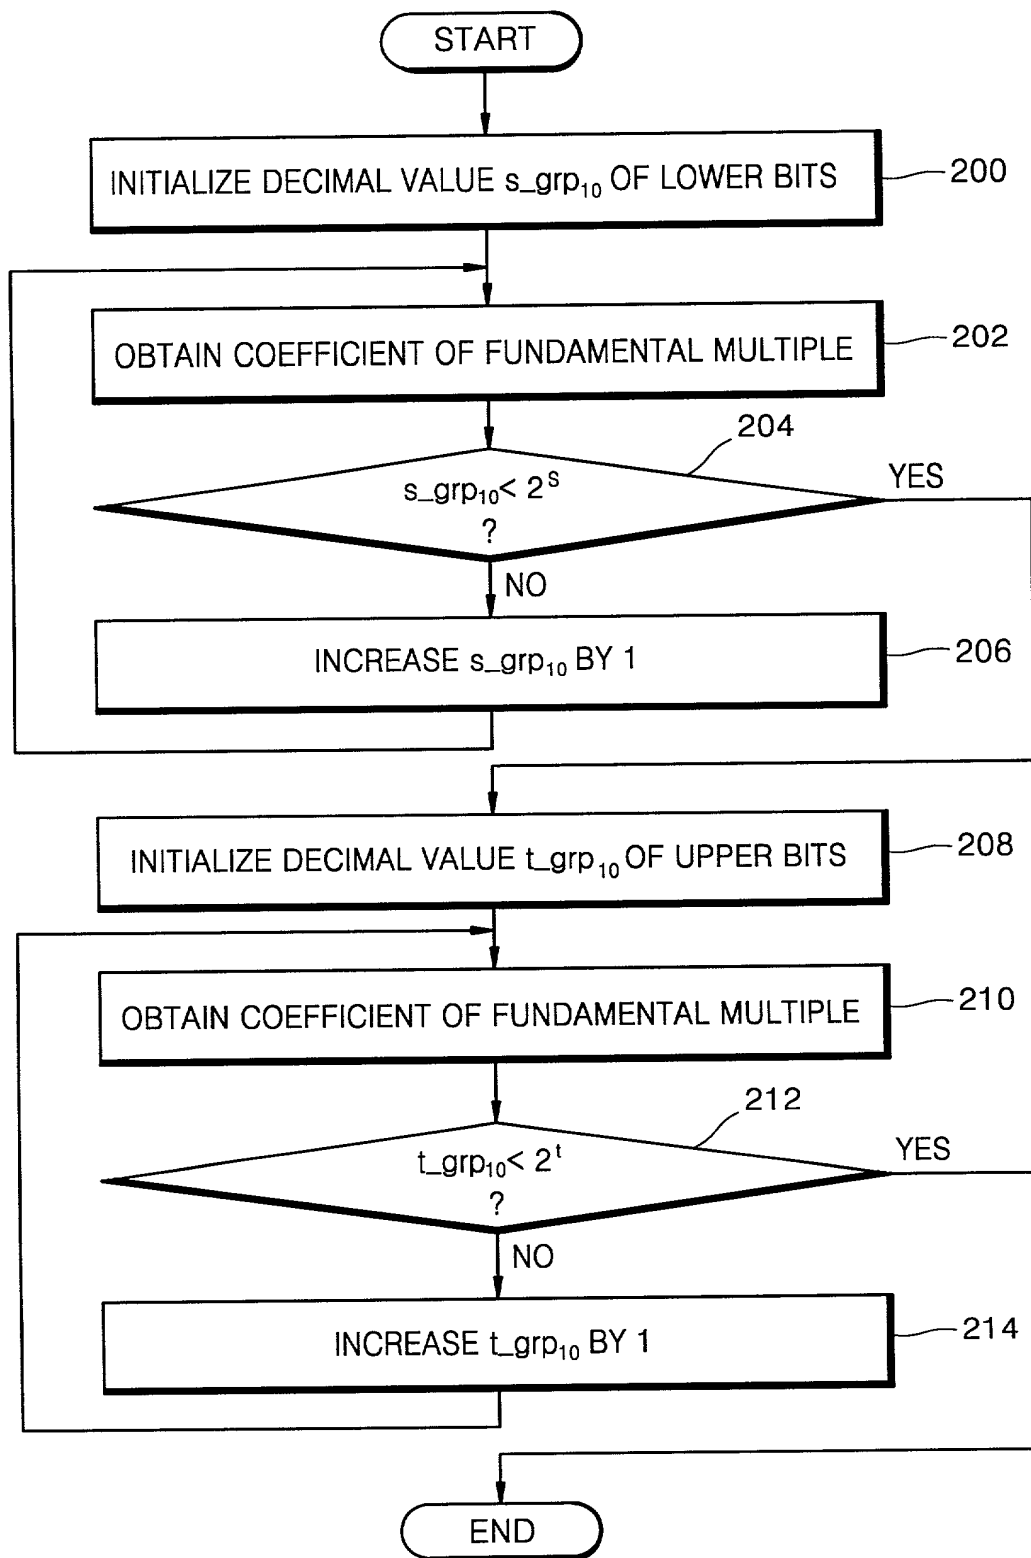 START
INITIALIZE DECIMAL VALUE s_grp₁₀ OF LOWER BITS
200
OBTAIN COEFFICIENT OF FUNDAMENTAL MULTIPLE
202
204
s_grp₁₀< 2ˢ
?
YES
NO
INCREASE s_grp₁₀ BY 1
206
INITIALIZE DECIMAL VALUE t_grp₁₀ OF UPPER BITS
208
OBTAIN COEFFICIENT OF FUNDAMENTAL MULTIPLE
210
212
t_grp₁₀< 2ᵗ
?
YES
NO
INCREASE t_grp₁₀ BY 1
214
END